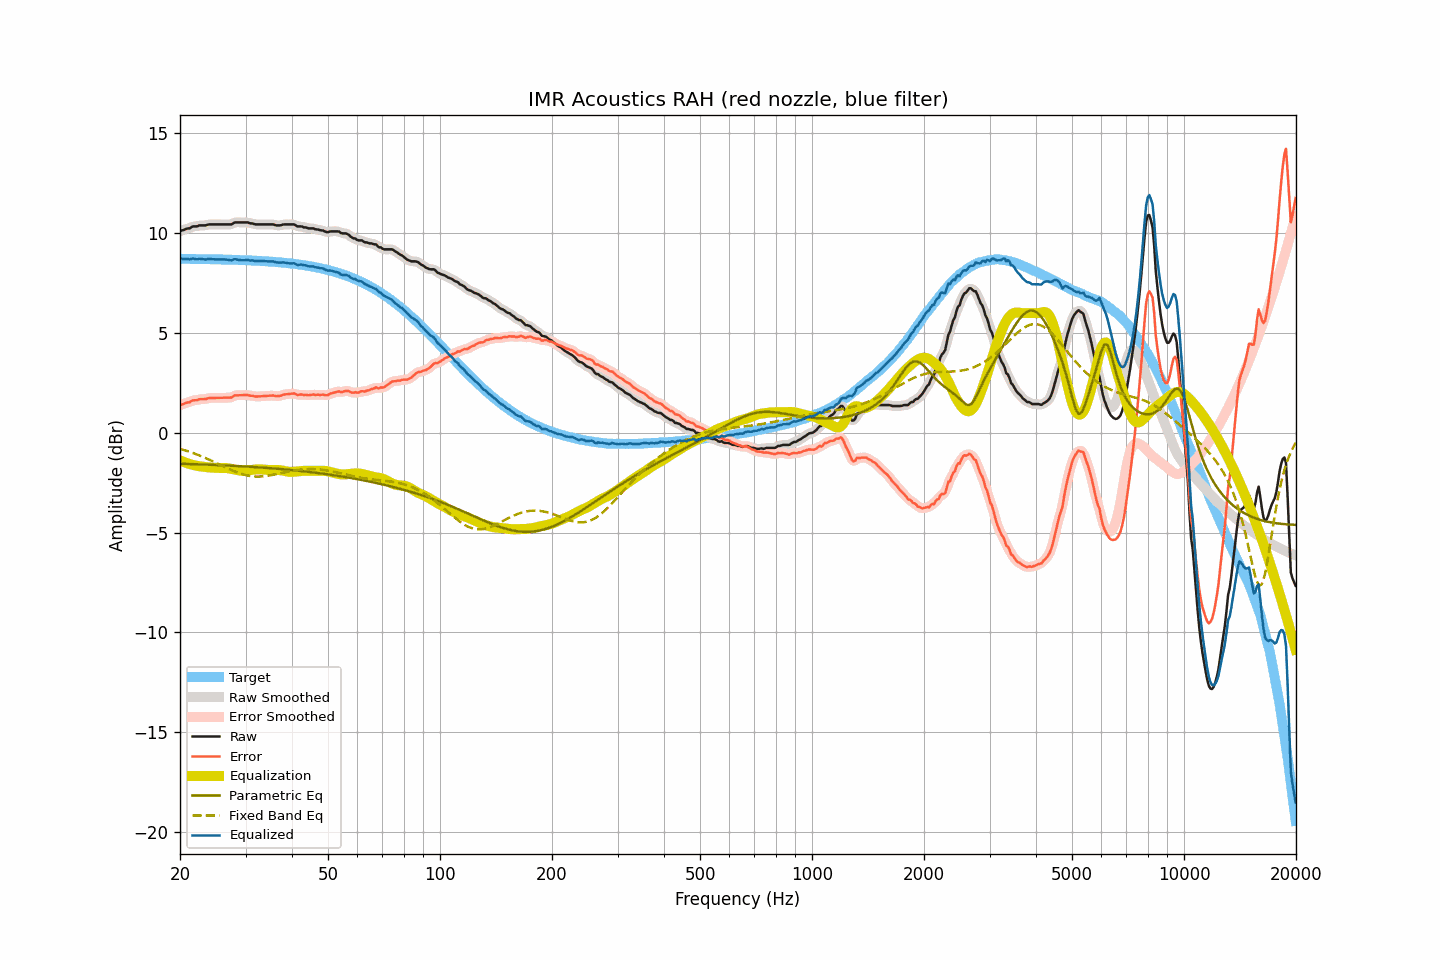 IMR Acoustics RAH (red nozzle, blue filter)
15
10
5
0
−5
−10
−15
−20
Amplitude (dBr)
Target
Raw Smoothed
Error Smoothed
Raw
Error
Equalization
Parametric Eq
Fixed Band Eq
Equalized
20 50 100 200 500 1000 2000 5000 10000 20000
Frequency (Hz)